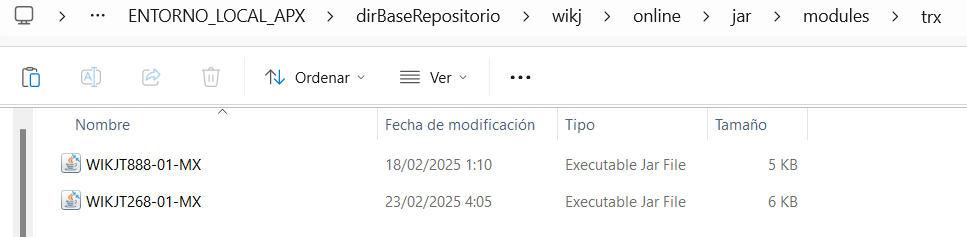 ENTORNO_LOCAL_APX > dirBaseRepositorio > wikj > online > jar > modules > trx
Ordenar Ver
Nombre Fecha de modificación Tipo Tamaño
WIKJT888-01-MX 18/02/2025 1:10 Executable Jar File 5 KB
WIKJT268-01-MX 23/02/2025 4:05 Executable Jar File 6 KB